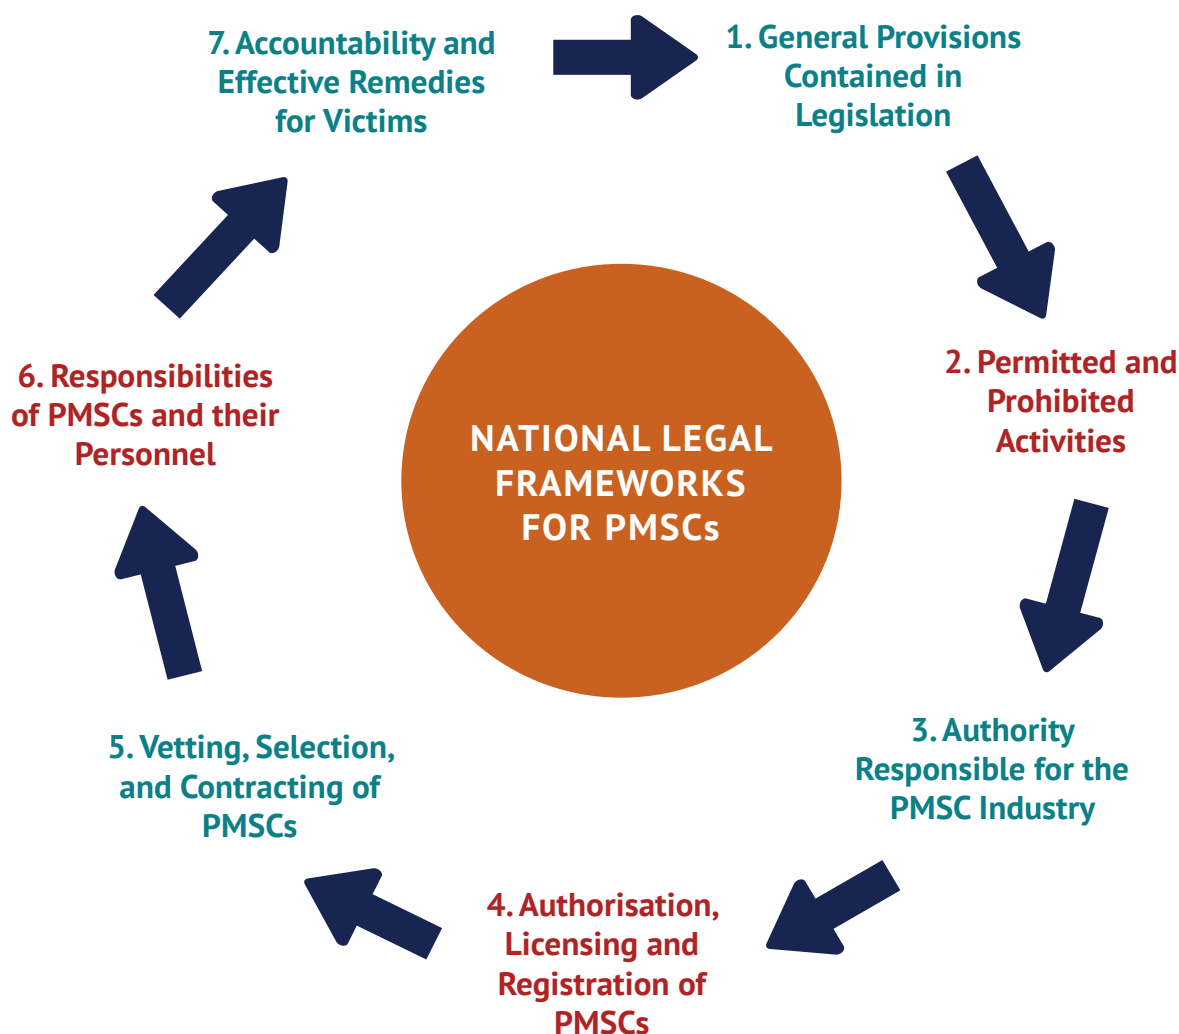 7. Accountability and
Effective Remedies
for Victims
1. General Provisions
Contained in
Legislation
2. Permitted and
Prohibited
Activities
3. Authority
Responsible for the
PMSC Industry
4. Authorisation,
Licensing and
Registration of
PMSCs
5. Vetting, Selection,
and Contracting of
PMSCs
6. Responsibilities
of PMSCs and their
Personnel
NATIONAL LEGAL
FRAMEWORKS
FOR PMSCs